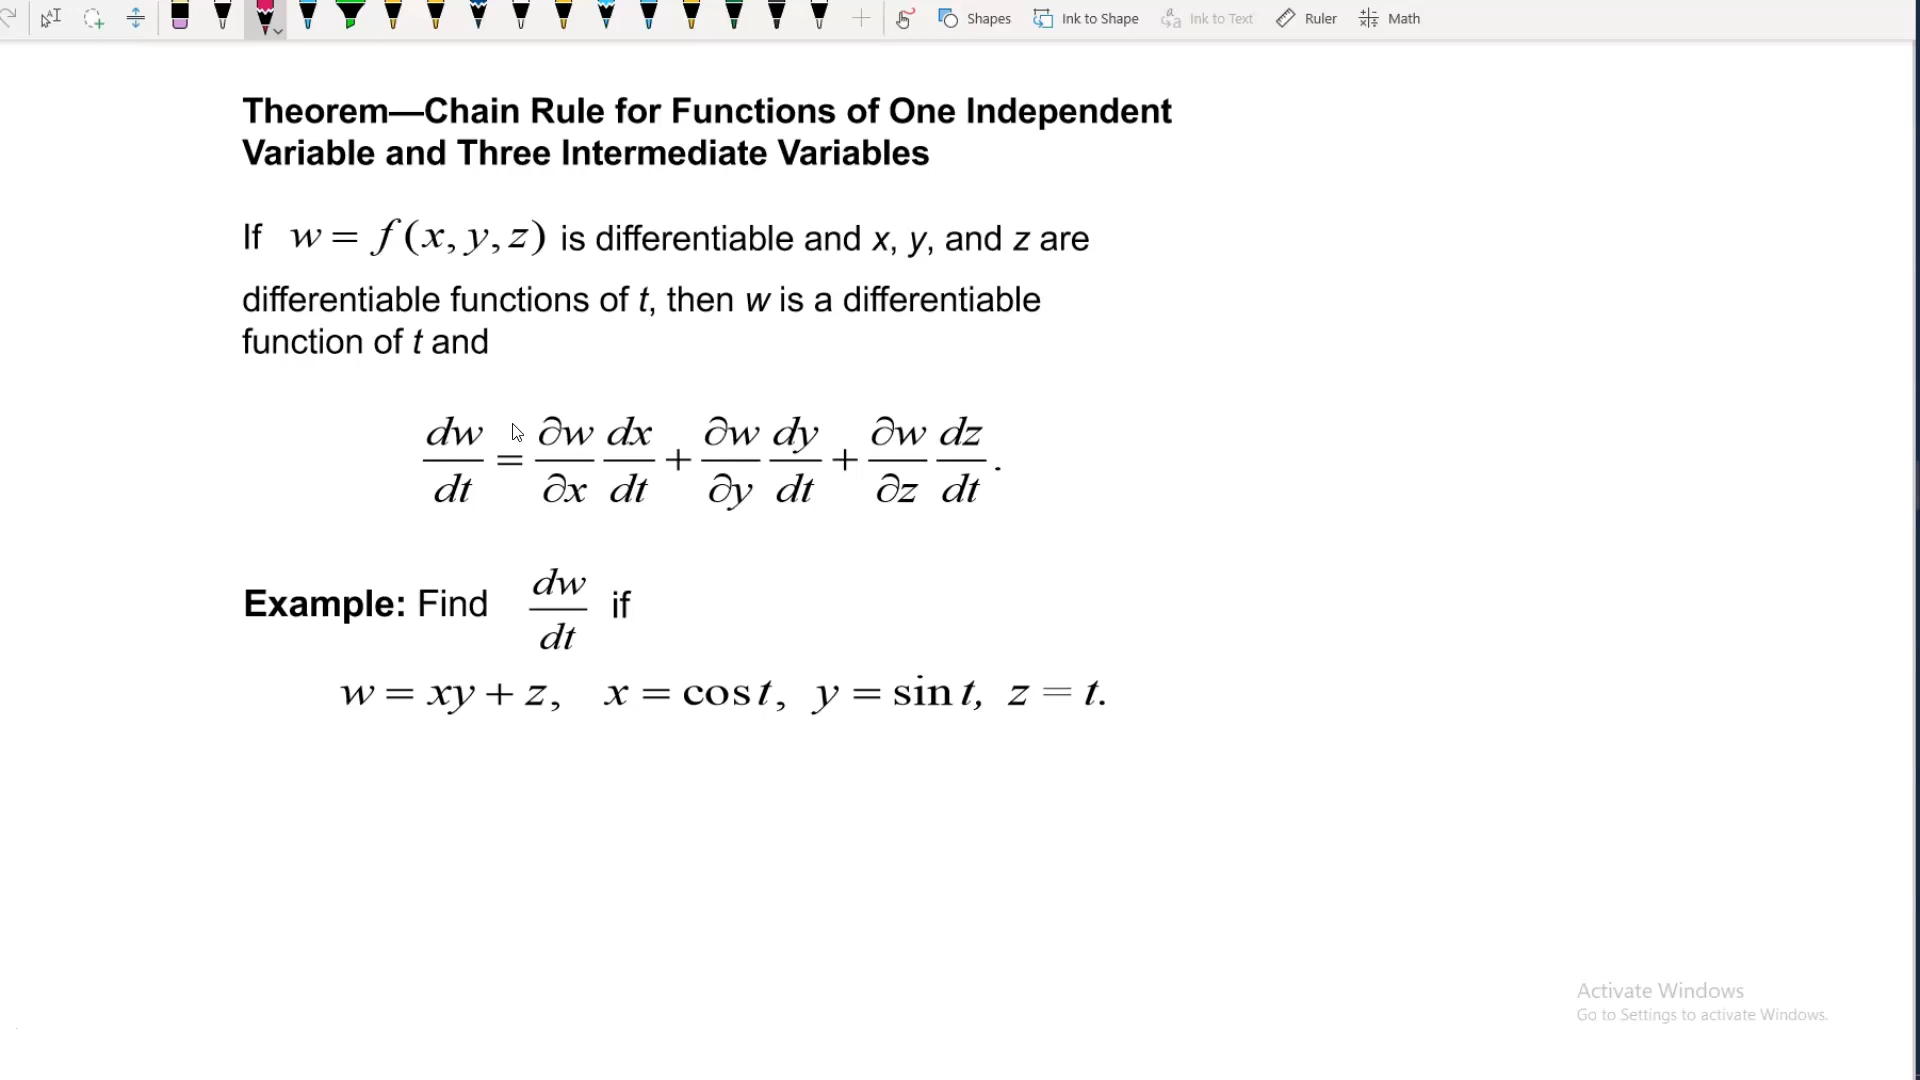 Shapes Ink to Shape Ink to Text Ruler Math
Theorem—Chain Rule for Functions of One Independent
Variable and Three Intermediate Variables
If w = f(x, y, z) is differentiable and x, y, and z are
differentiable functions of t, then w is a differentiable
function of t and
dw/dt = ∂w/∂x dx/dt + ∂w/∂y dy/dt + ∂w/∂z dz/dt.
Example: Find dw/dt if
w = xy + z, x = cos t, y = sin t, z = t.
Activate Windows
Go to Settings to activate Windows.